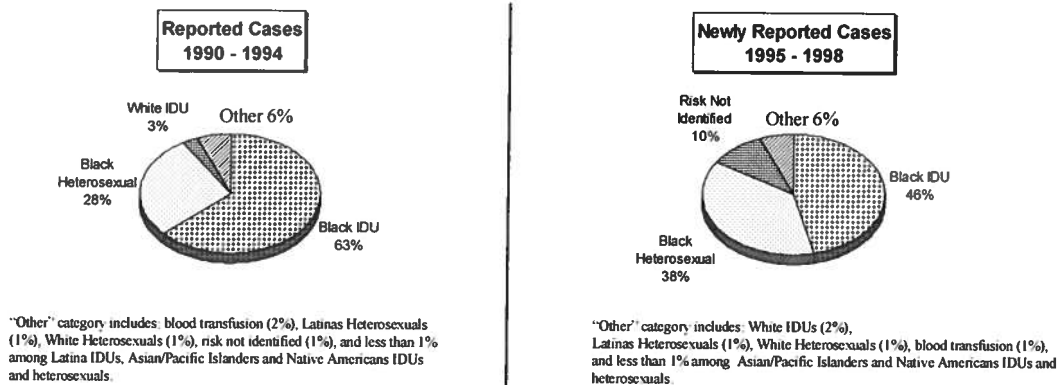 Reported Cases
1990 - 1994
White IDU
3%
Other 6%
Black
Heterosexual
28%
Black IDU
63%
"Other" category includes: blood transfusion (2%), Latinas Heterosexuals
(1%), White Heterosexuals (1%), risk not identified (1%), and less than 1%
among Latina IDUs, Asian/Pacific Islanders and Native Americans IDUs
and heterosexuals.
Newly Reported Cases
1995 - 1998
Risk Not
Identified
10%
Other 6%
Black IDU
46%
Black
Heterosexual
38%
"Other" category includes: White IDUs (2%),
Latinas Heterosexuals (1%), White Heterosexuals (1%), blood transfusion (1%),
and less than 1% among Asian/Pacific Islanders and Native Americans IDUs and
heterosexuals.